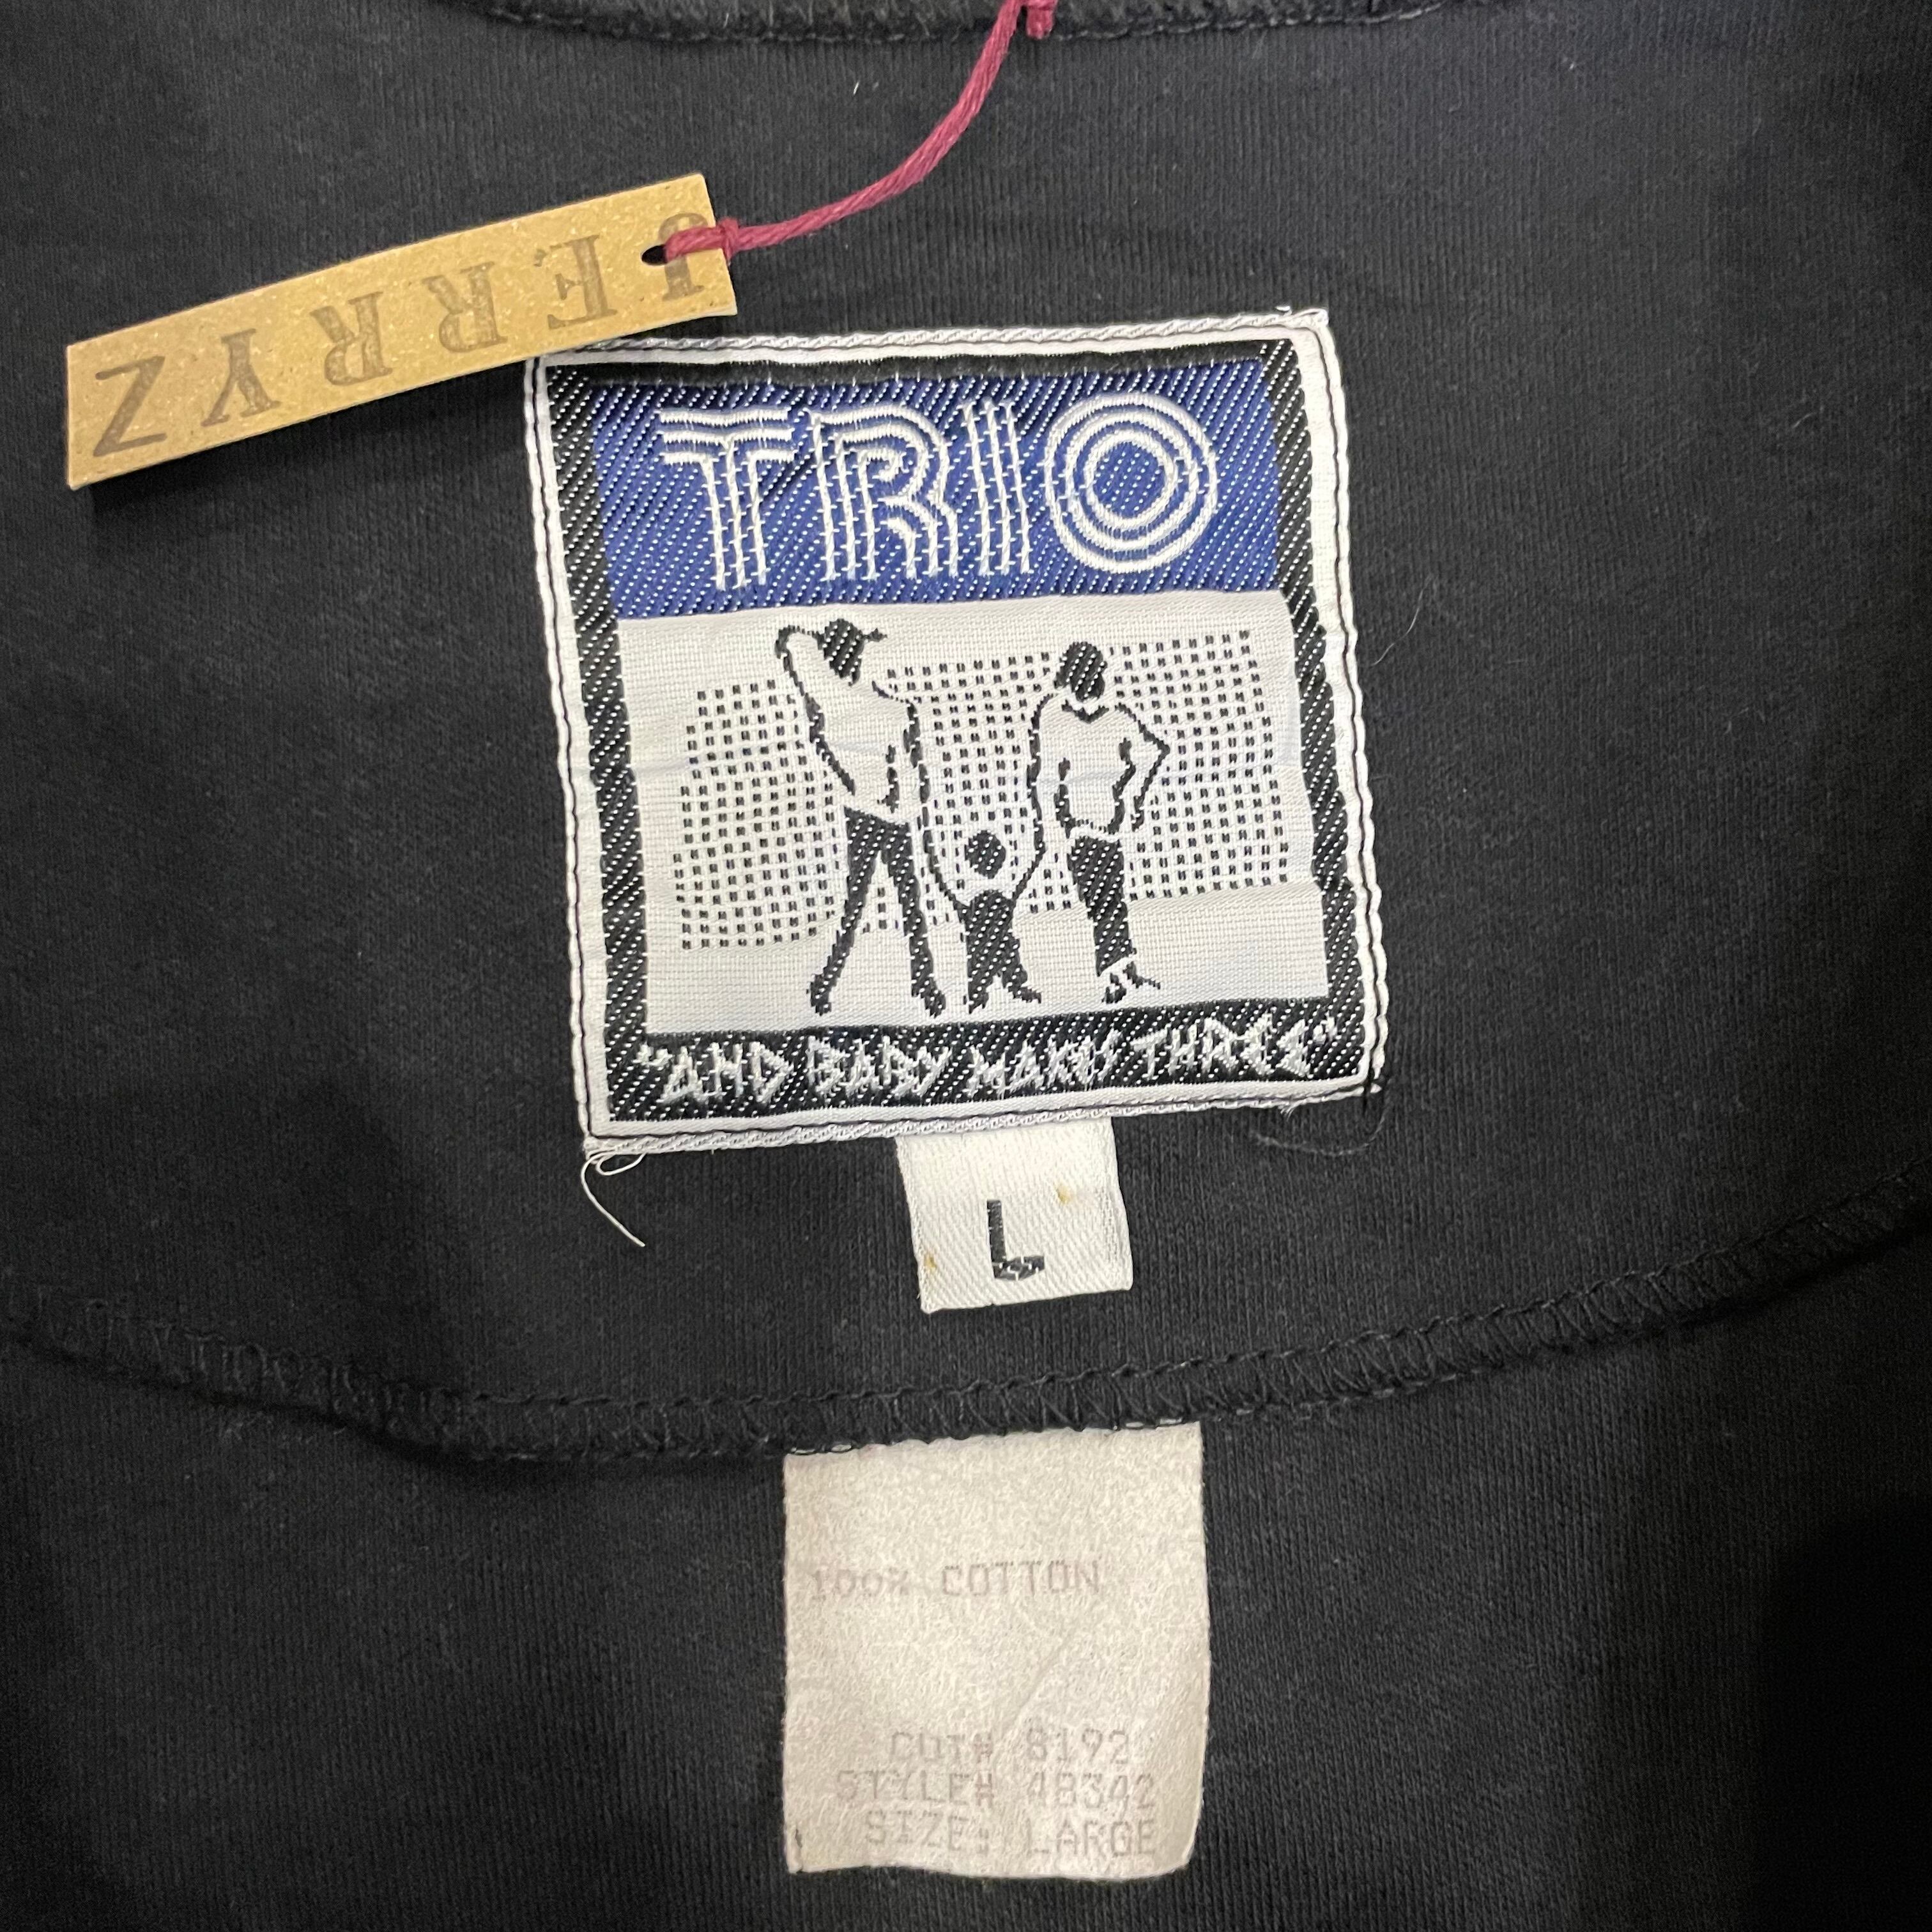 JERRYZ
TRIO
"AND BABY MAKES THREE"
L
100% COTTON
CUT# 8192
STYLE# 48342
SIZE: LARGE